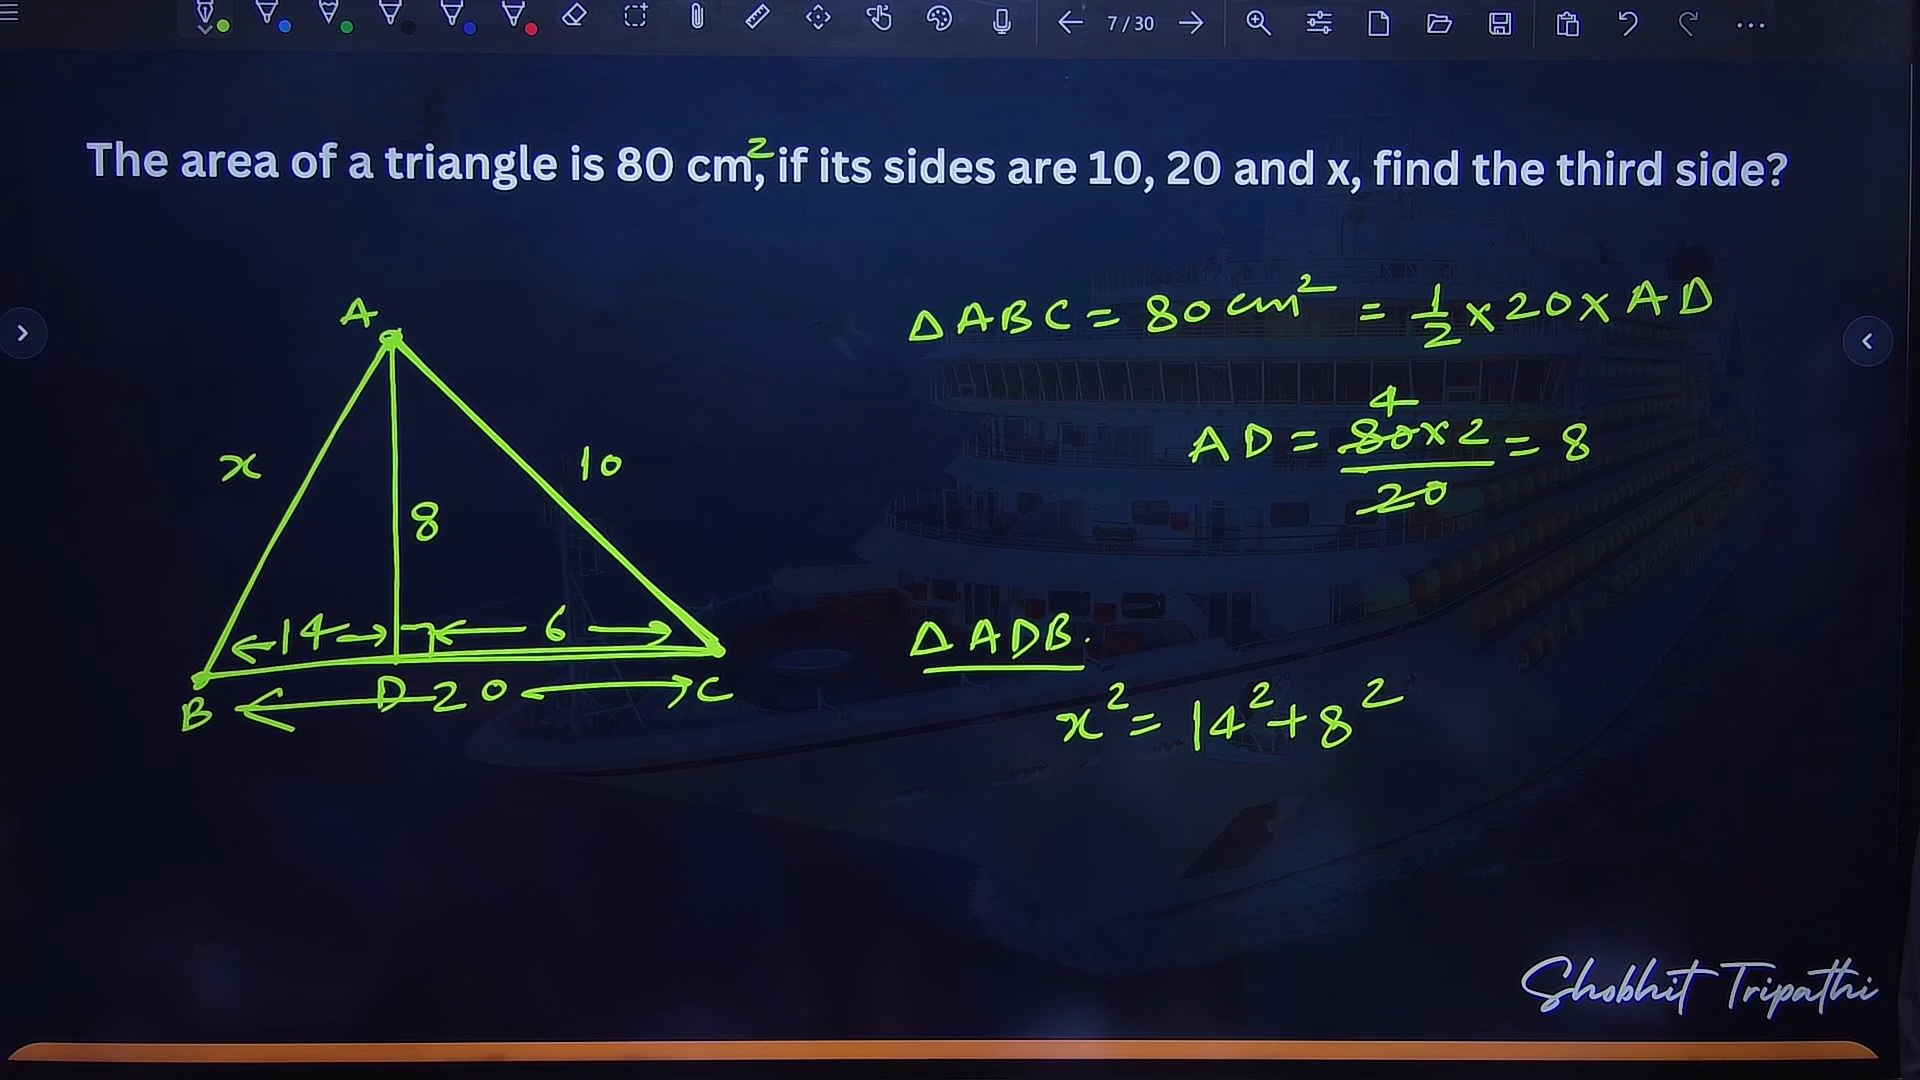 7 / 30
The area of a triangle is 80 cm², if its sides are 10, 20 and x, find the third side?
A
x
10
8
14
6
B
D
20
C
△ABC = 80 cm² = 1/2 × 20 × AD
4
AD = 80×2/20 = 8
△ADB.
x² = 14² + 8²
Shobhit Tripathi